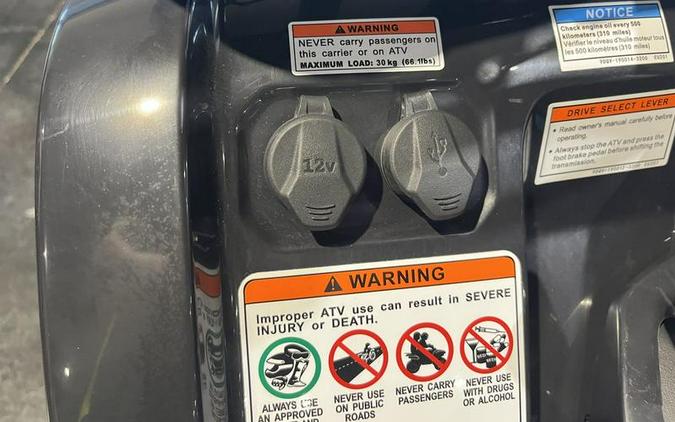 WARNING
NEVER carry passengers on
this carrier or on ATV
MAXIMUM LOAD: 30 kg (66.1lbs)
NOTICE
Check engine oil every 500
kilometers (310 miles)
Vérifier le niveau d'huile moteur tous
les 500 kilomètres (310 miles)
DRIVE SELECT LEVER
• Read owner's manual carefully before
operating.
• Always stop the ATV and press the
foot brake pedal before shifting the
transmission.
12v
WARNING
Improper ATV use can result in SEVERE
INJURY or DEATH.
ALWAYS USE
AN APPROVED
AND
NEVER USE
ON PUBLIC
ROADS
NEVER CARRY
PASSENGERS
NEVER USE
WITH DRUGS
OR ALCOHOL